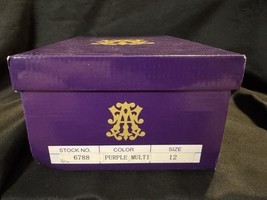 STOCK NO. COLOR SIZE
6788 PURPLE MULTI 12